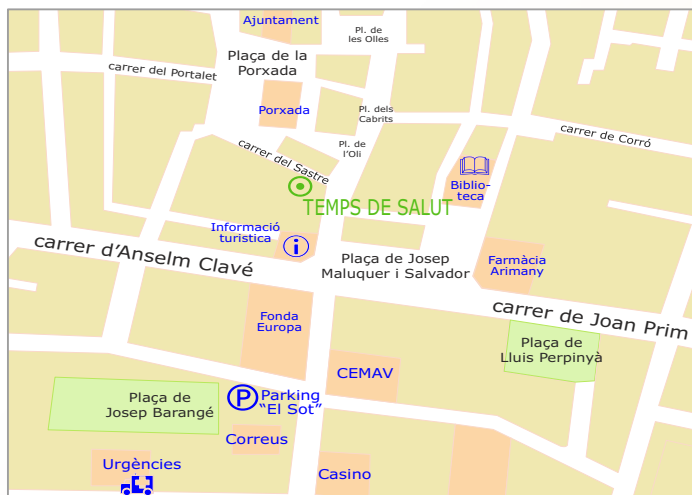 Ajuntament
Pl. de
les Olles
Plaça de la
Porxada
carrer del Portalet
Porxada
Pl. dels
Cabrits
carrer de Corró
Pl. de
l'Oli
carrer del Sastre
Biblio-
teca
TEMPS DE SALUT
Informació
turistica
i
carrer d'Anselm Clavé
Plaça de Josep
Maluquer i Salvador
Farmàcia
Arimany
carrer de Joan Prim
Fonda
Europa
Plaça de
Lluis Perpinyà
CEMAV
Plaça de
Josep Barangé
P
Parking
"El Sot"
Correus
Urgències
Casino